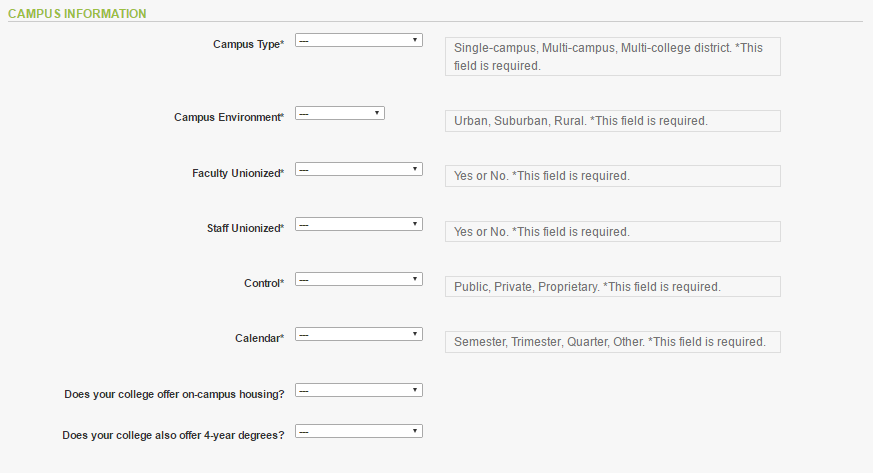 CAMPUS INFORMATION
Campus Type* --- Single-campus, Multi-campus, Multi-college district. *This
field is required.
Campus Environment* --- Urban, Suburban, Rural. *This field is required.
Faculty Unionized* --- Yes or No. *This field is required.
Staff Unionized* --- Yes or No. *This field is required.
Control* --- Public, Private, Proprietary. *This field is required.
Calendar* --- Semester, Trimester, Quarter, Other. *This field is required.
Does your college offer on-campus housing? ---
Does your college also offer 4-year degrees? ---